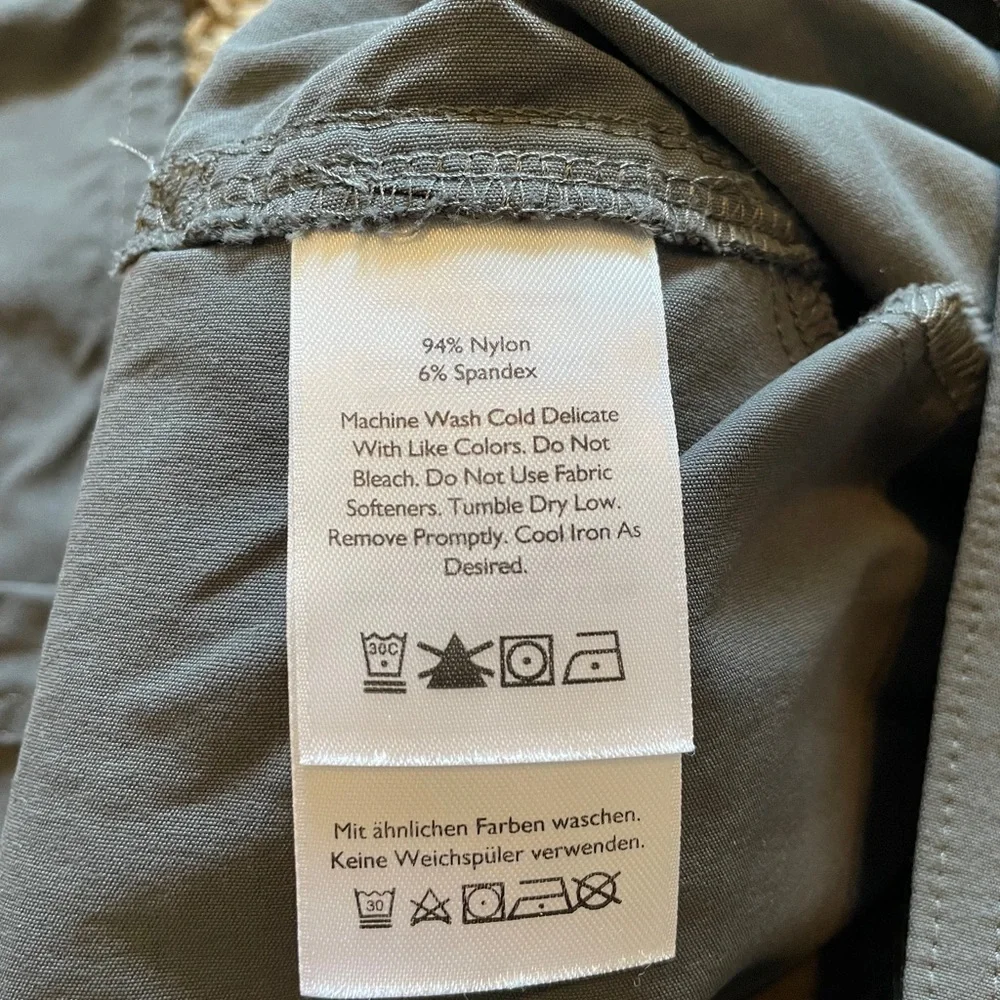 94% Nylon
6% Spandex
Machine Wash Cold Delicate
With Like Colors. Do Not
Bleach. Do Not Use Fabric
Softeners. Tumble Dry Low.
Remove Promptly. Cool Iron As
Desired.
30C
Mit ähnlichen Farben waschen.
Keine Weichspüler verwenden.
30